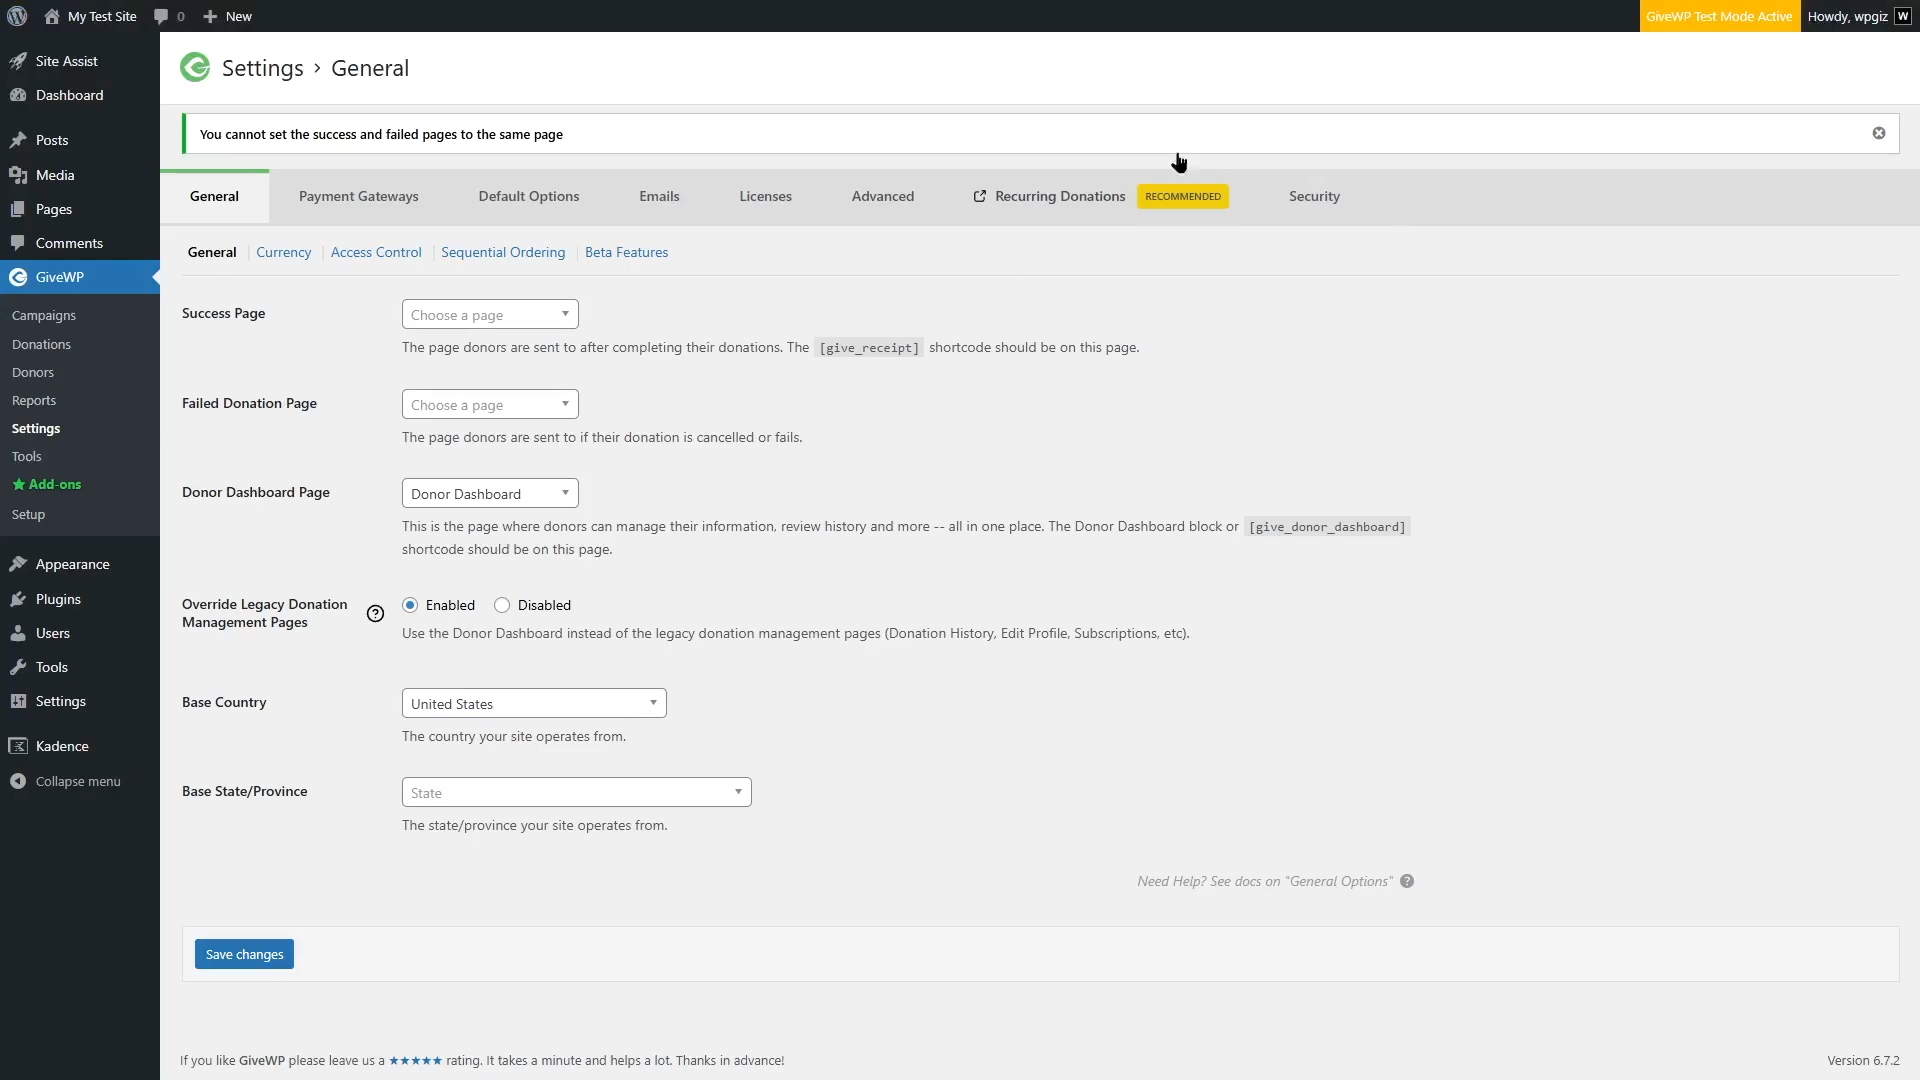 My Test Site
0
New
GiveWP Test Mode Active
Howdy, wpgiz
W
Site Assist
Dashboard
Posts
Media
Pages
Comments
GiveWP
Campaigns
Donations
Donors
Reports
Settings
Tools
★ Add-ons
Setup
Appearance
Plugins
Users
Tools
Settings
Kadence
Collapse menu
Settings › General
You cannot set the success and failed pages to the same page
General
Payment Gateways
Default Options
Emails
Licenses
Advanced
Recurring Donations
RECOMMENDED
Security
General | Currency | Access Control | Sequential Ordering | Beta Features
Success Page
Choose a page
The page donors are sent to after completing their donations. The [give_receipt] shortcode should be on this page.
Failed Donation Page
Choose a page
The page donors are sent to if their donation is cancelled or fails.
Donor Dashboard Page
Donor Dashboard
This is the page where donors can manage their information, review history and more -- all in one place. The Donor Dashboard block or [give_donor_dashboard]
shortcode should be on this page.
Override Legacy Donation
Management Pages
?
Enabled
Disabled
Use the Donor Dashboard instead of the legacy donation management pages (Donation History, Edit Profile, Subscriptions, etc).
Base Country
United States
The country your site operates from.
Base State/Province
State
The state/province your site operates from.
Need Help? See docs on "General Options" ?
Save changes
If you like GiveWP please leave us a ★★★★★ rating. It takes a minute and helps a lot. Thanks in advance!
Version 6.7.2